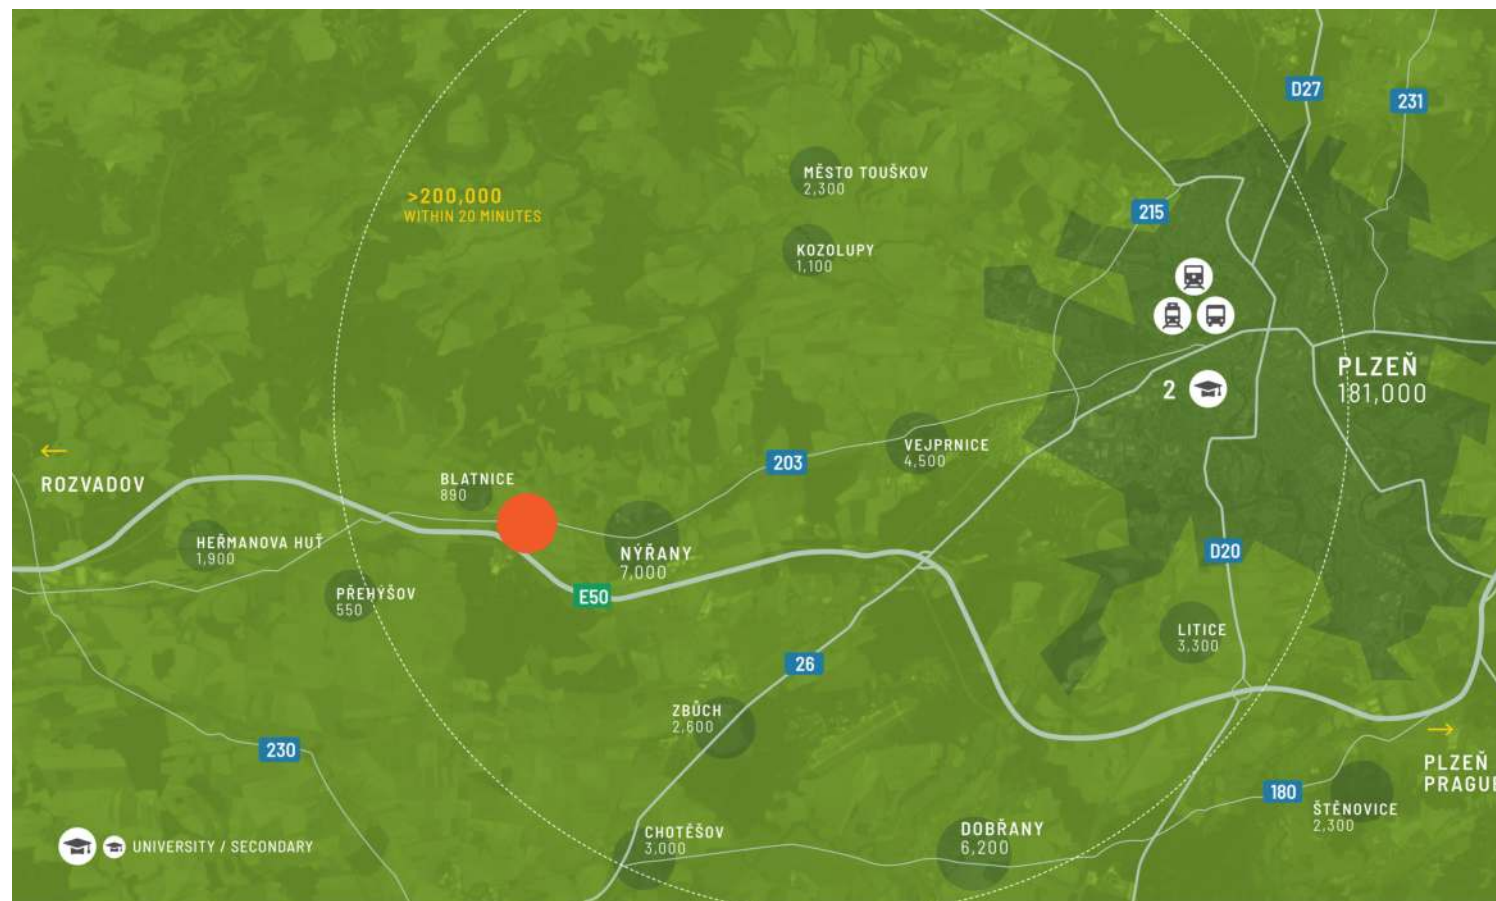 D27
231
MĚSTO TOUŠKOV
2,300
>200,000
WITHIN 20 MINUTES
215
KOZOLUPY
1,100
PLZEŇ
181,000
2
VEJPRNICE
4,500
203
ROZVADOV
BLATNICE
890
HEŘMANOVA HUŤ
1,900
NÝŘANY
7,000
D20
PŘEHÝŠOV
550
E50
LITICE
3,300
26
ZBŮCH
2,600
230
PLZEŇ
PRAGUE
180
ŠTĚNOVICE
2,300
CHOTĚŠOV
3,000
DOBŘANY
6,200
UNIVERSITY / SECONDARY